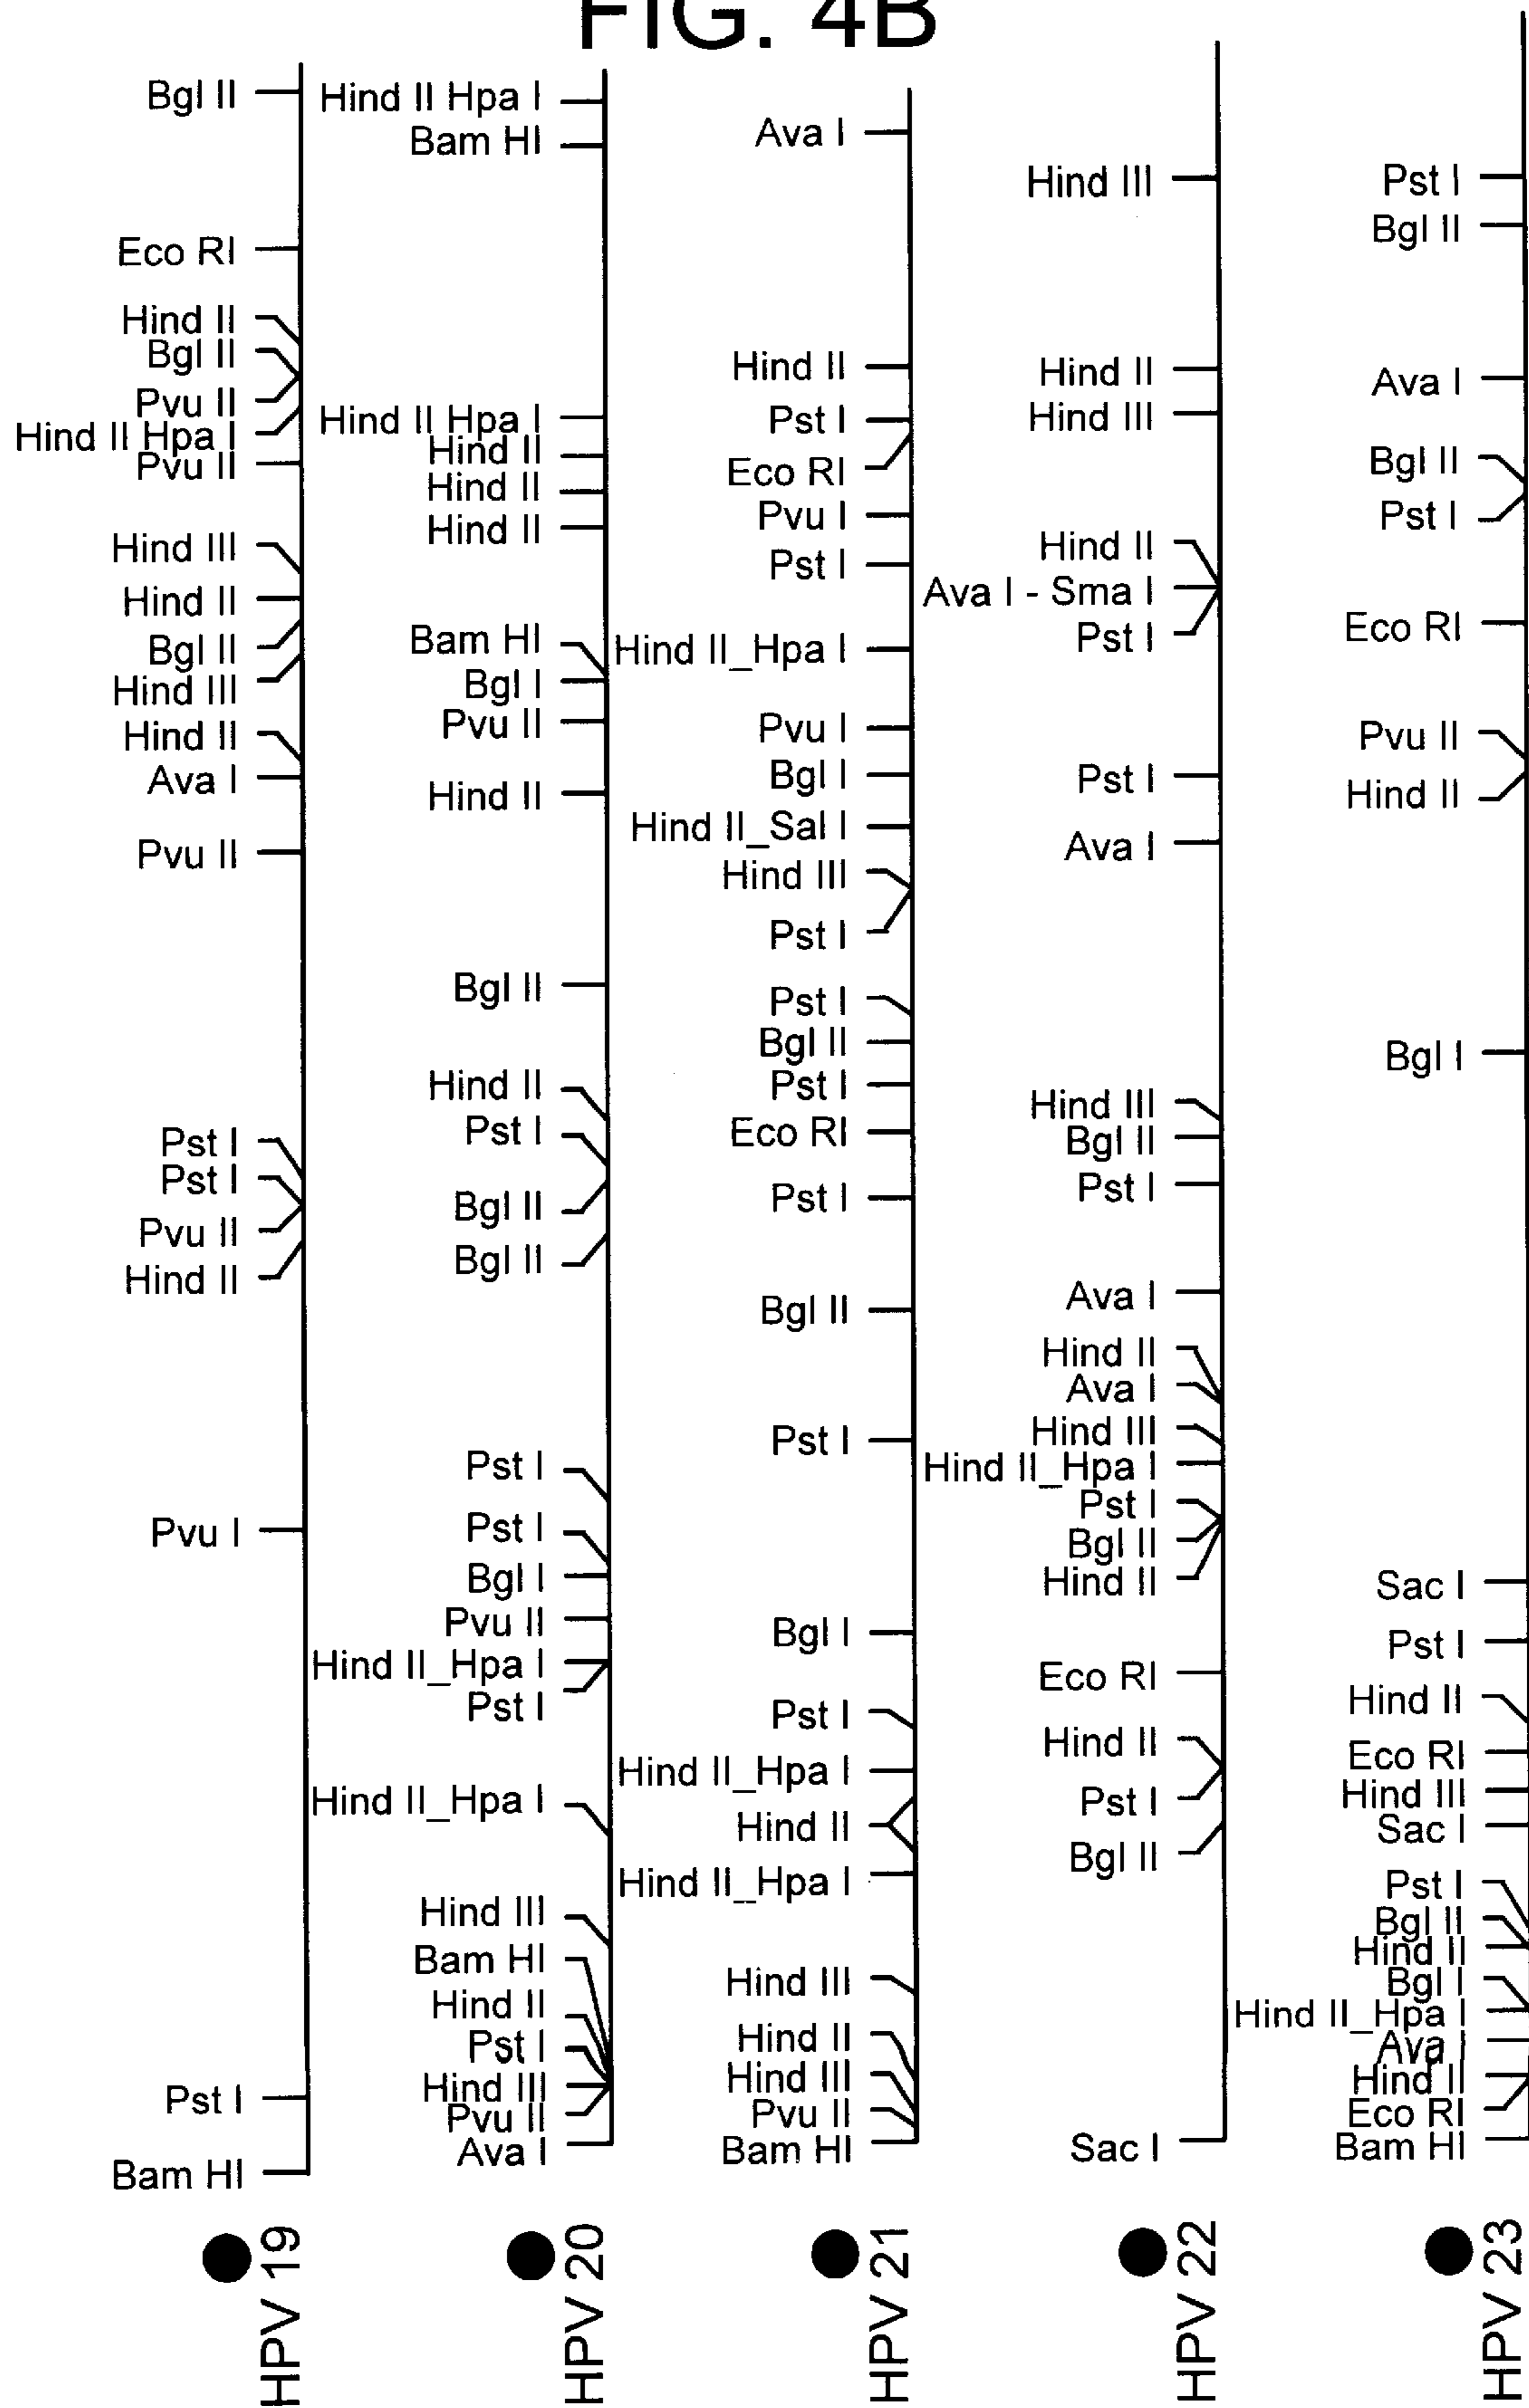 FIG. 4B
Bgl II
Eco RI
Hind II
Bgl II
Pvu II
Hind II Hpa I
Pvu II
Hind III
Hind II
Bgl II
Hind III
Hind II
Ava I
Pvu II
Pst I
Pst I
Pvu II
Hind II
Pvu I
Pst I
Bam HI
HPV 19
Hind II Hpa I
Bam HI
Hind II Hpa I
Hind II
Hind II
Hind II
Bam HI
Bgl I
Pvu II
Hind II
Bgl II
Hind II
Pst I
Bgl II
Bgl II
Pst I
Pst I
Bgl I
Pvu II
Hind II_Hpa I
Pst I
Hind II_Hpa I
Hind III
Bam HI
Hind II
Pst I
Hind III
Pvu II
Ava I
HPV 20
Ava I
Hind II
Pst I
Eco RI
Pvu I
Pst I
Hind II_Hpa I
Pvu I
Bgl I
Hind II_Sal I
Hind III
Pst I
Pst I
Bgl II
Pst I
Eco RI
Pst I
Bgl II
Pst I
Bgl I
Pst I
Hind II_Hpa I
Hind II
Hind II_Hpa I
Hind III
Hind II
Hind III
Pvu II
Bam HI
HPV 21
Hind III
Hind II
Hind III
Hind II
Ava I - Sma I
Pst I
Pst I
Ava I
Hind III
Bgl II
Pst I
Ava I
Hind II
Ava I
Hind III
Hind II_Hpa I
Pst I
Bgl II
Hind II
Eco RI
Hind II
Pst I
Bgl II
Sac I
HPV 22
Pst I
Bgl II
Ava I
Bgl II
Pst I
Eco RI
Pvu II
Hind II
Bgl I
Sac I
Pst I
Hind II
Eco RI
Hind III
Sac I
Pst I
Bgl II
Hind II
Bgl I
Hind II_Hpa I
Ava I
Hind II
Eco RI
Bam HI
HPV 23